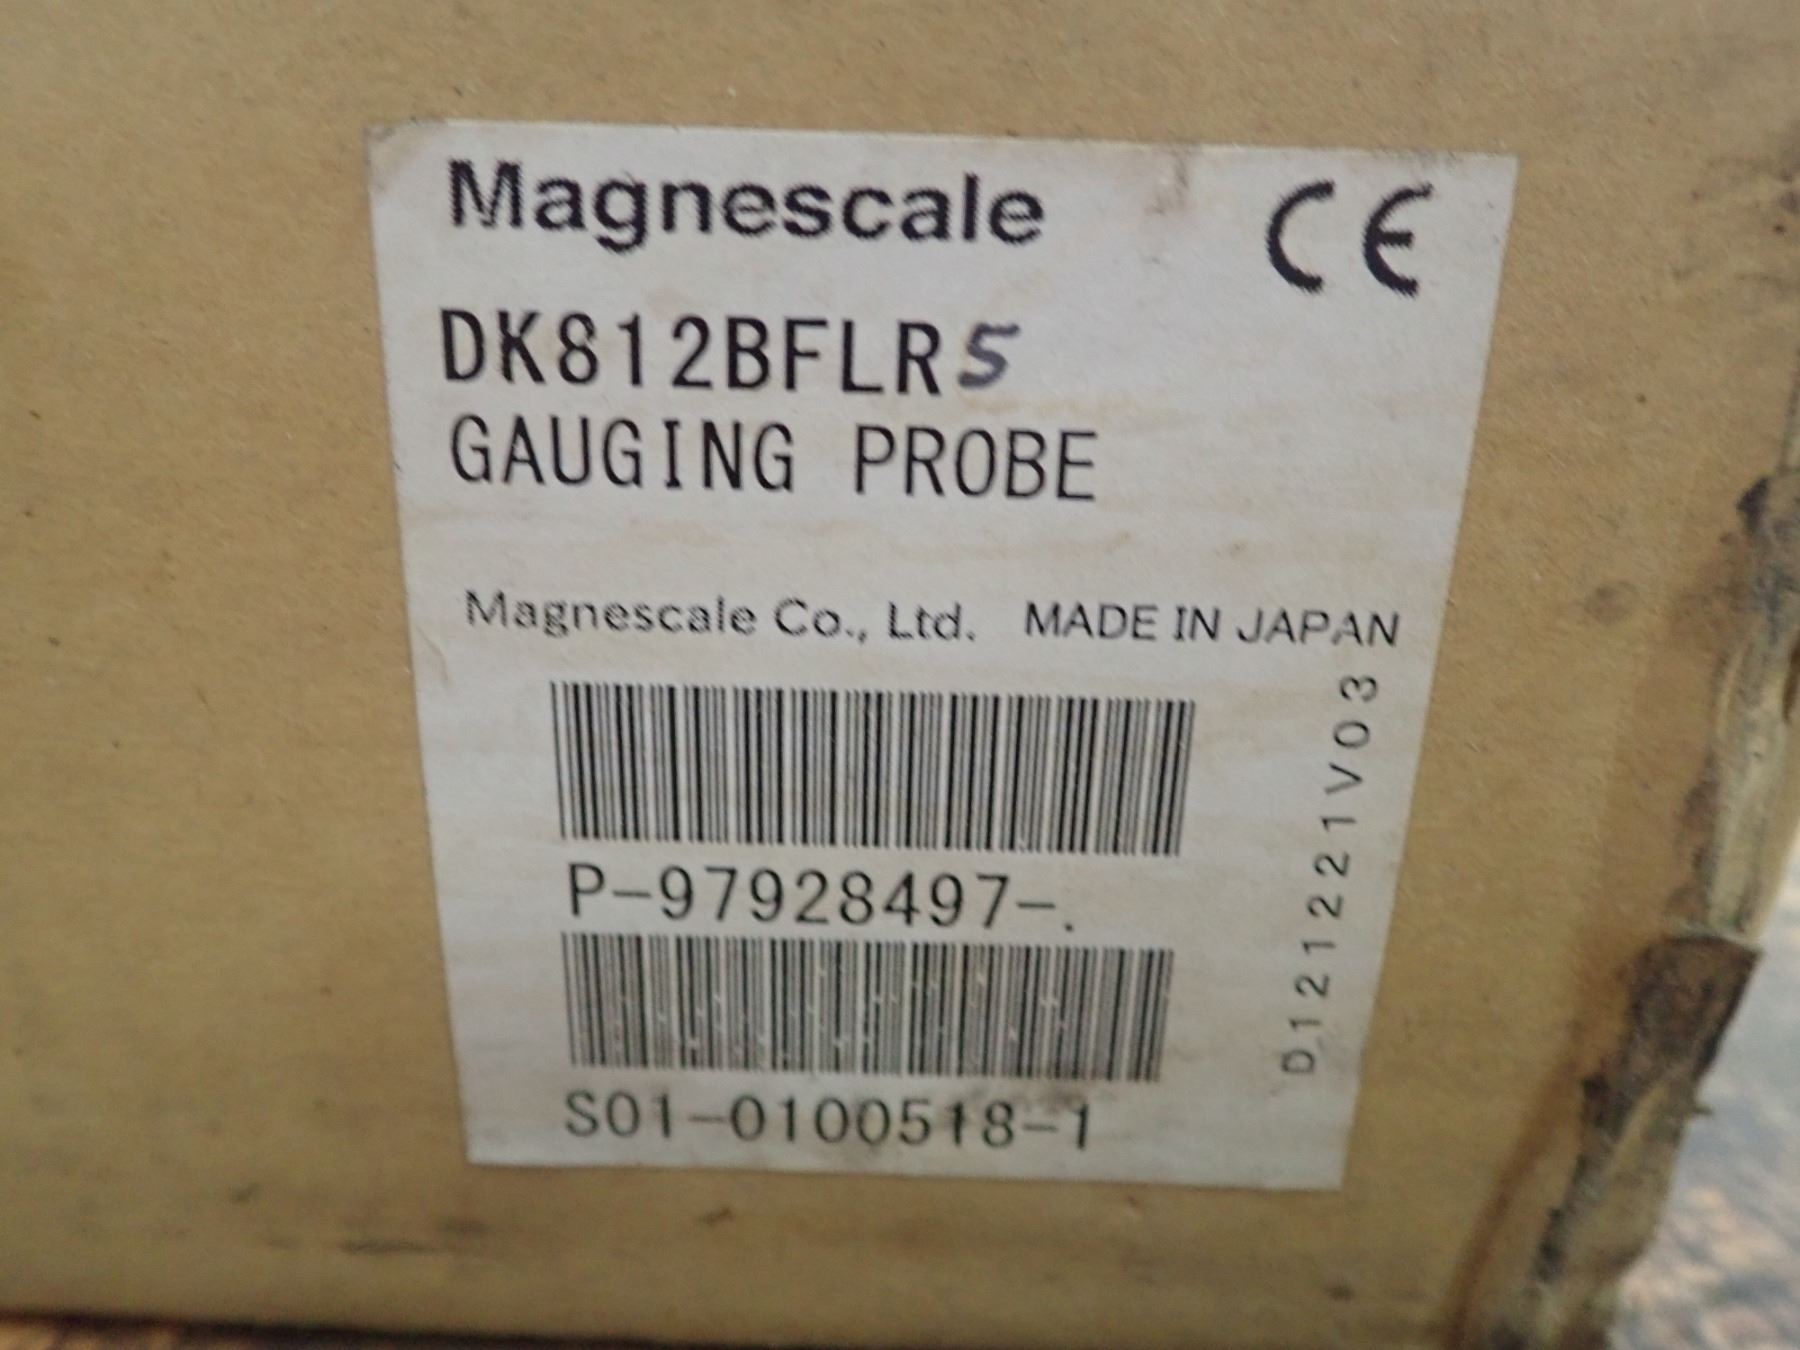 Magnescale CE
DK812BFLR5
GAUGING PROBE
Magnescale Co., Ltd. MADE IN JAPAN
P-97928497-.
S01-0100518-1
D121221V03